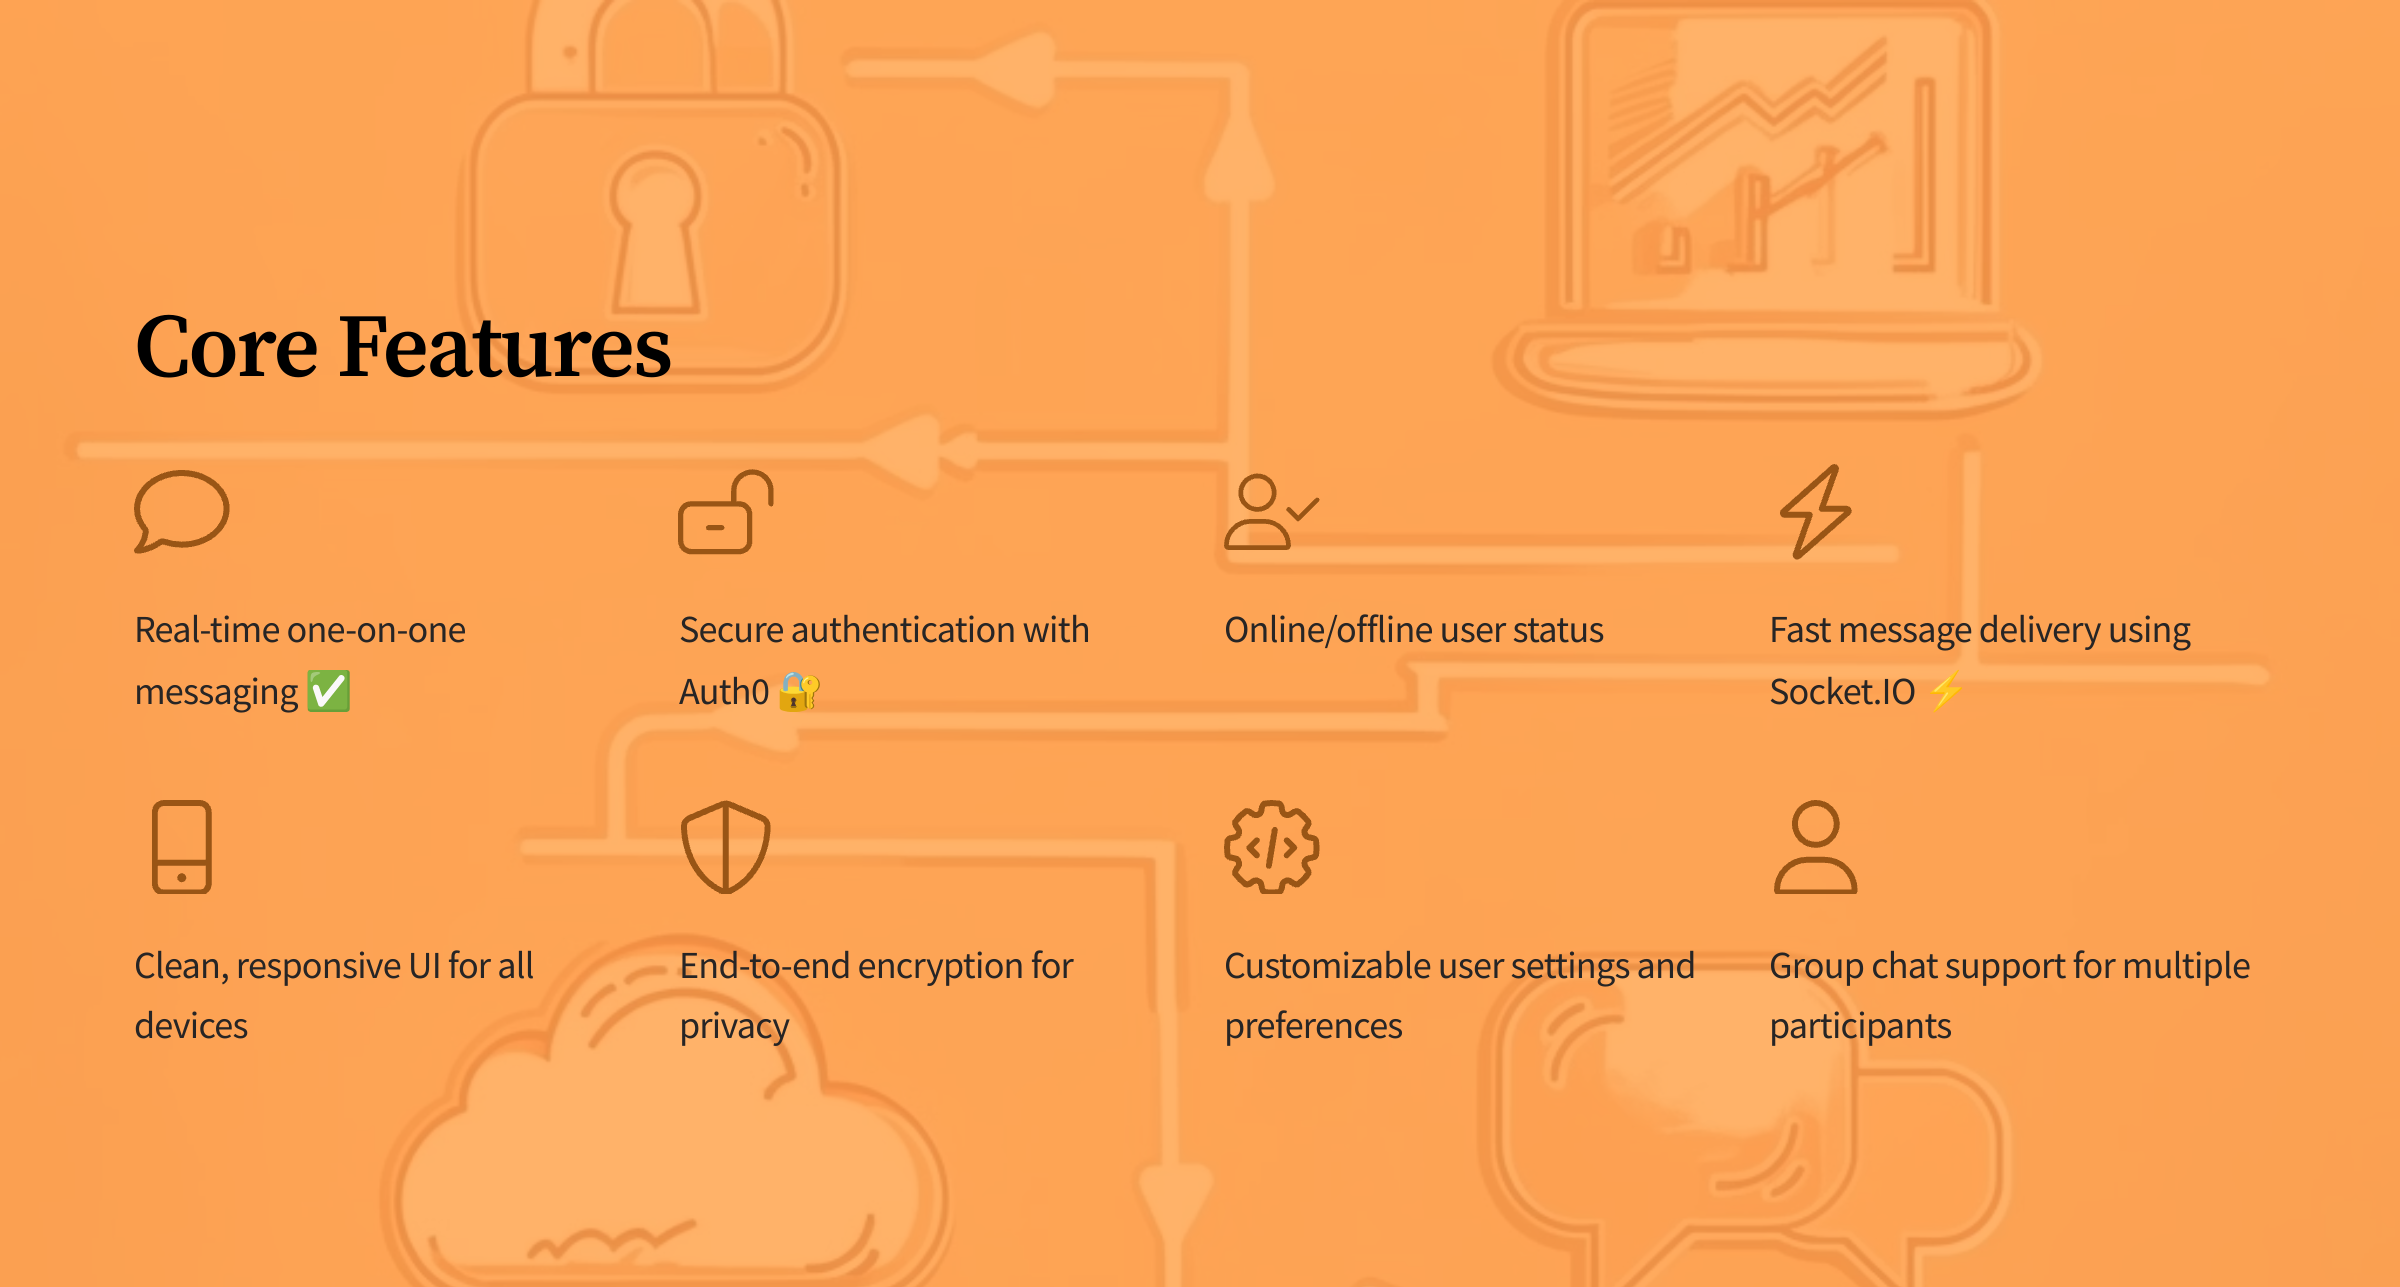 Core Features
Real-time one-on-one
messaging ✅
Secure authentication with
Auth0 🔐
Online/offline user status
Fast message delivery using
Socket.IO ⚡
Clean, responsive UI for all
devices
End-to-end encryption for
privacy
Customizable user settings and
preferences
Group chat support for multiple
participants